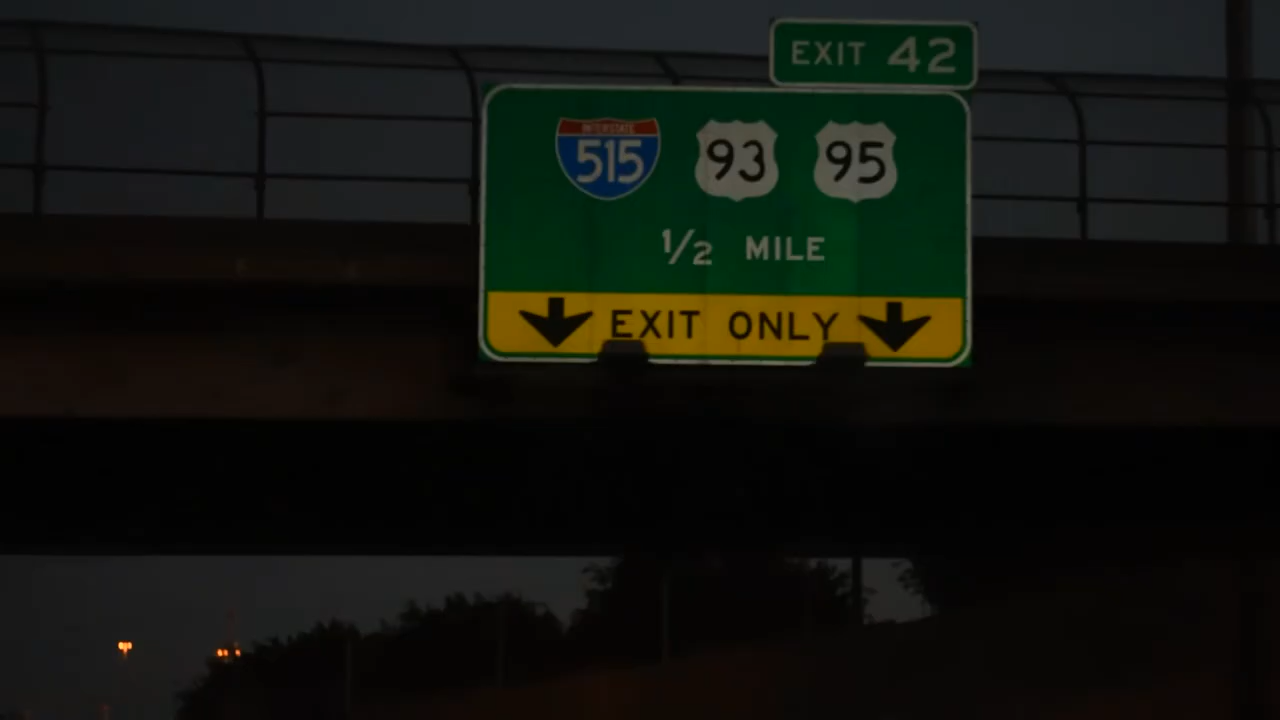 EXIT 42
INTERSTATE
515 93 95
1/2 MILE
EXIT ONLY